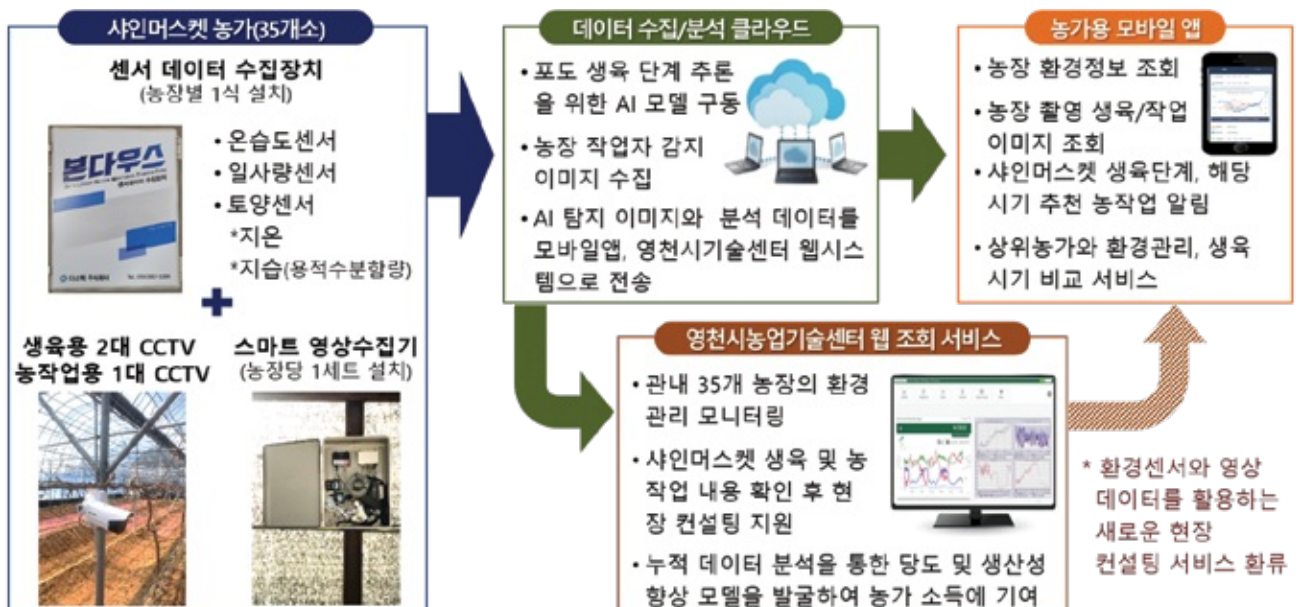 샤인머스켓 농가(35개소)
센서 데이터 수집장치
(농장별 1식 설치)
본다우스
• 온습도센서
• 일사량센서
• 토양센서
*지온
*지습(용적수분함량)
생육용 2대 CCTV
농작업용 1대 CCTV
스마트 영상수집기
(농장당 1세트 설치)
데이터 수집/분석 클라우드
• 포도 생육 단계 추론
을 위한 AI 모델 구동
• 농장 작업자 감지
이미지 수집
• AI 탐지 이미지와 분석 데이터를
모바일앱, 영천시기술센터 웹시스
템으로 전송
농가용 모바일 앱
• 농장 환경정보 조회
• 농장 촬영 생육/작업
이미지 조회
• 샤인머스켓 생육단계, 해당
시기 추천 농작업 알림
• 상위농가와 환경관리, 생육
시기 비교 서비스
영천시농업기술센터 웹 조회 서비스
• 관내 35개 농장의 환경
관리 모니터링
• 샤인머스켓 생육 및 농
작업 내용 확인 후 현
장 컨설팅 지원
• 누적 데이터 분석을 통한 당도 및 생산성
향상 모델을 발굴하여 농가 소득에 기여
* 환경센서와 영상
데이터를 활용하는
새로운 현장
컨설팅 서비스 환류